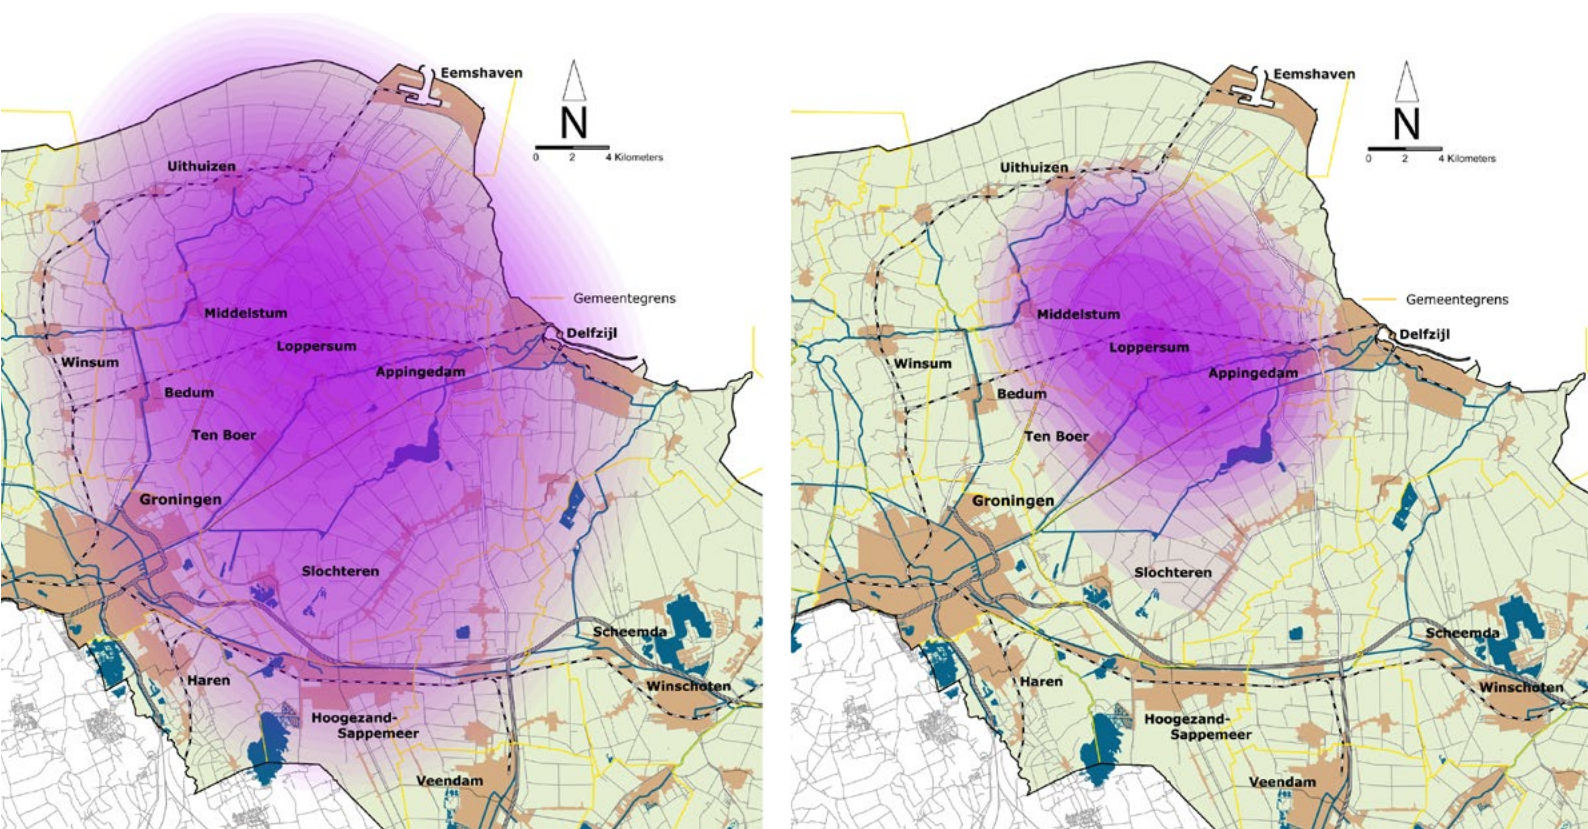 Eemshaven
N
0 2 4 Kilometers
Uithuizen
Gemeentegrens
Middelstum
Delfzijl
Loppersum
Winsum
Appingedam
Bedum
Ten Boer
Groningen
Slochteren
Scheemda
Haren
Winschoten
Hoogezand-
Sappemeer
Veendam
Eemshaven
N
0 2 4 Kilometers
Uithuizen
Gemeentegrens
Middelstum
Delfzijl
Loppersum
Winsum
Appingedam
Bedum
Ten Boer
Groningen
Slochteren
Scheemda
Haren
Winschoten
Hoogezand-
Sappemeer
Veendam